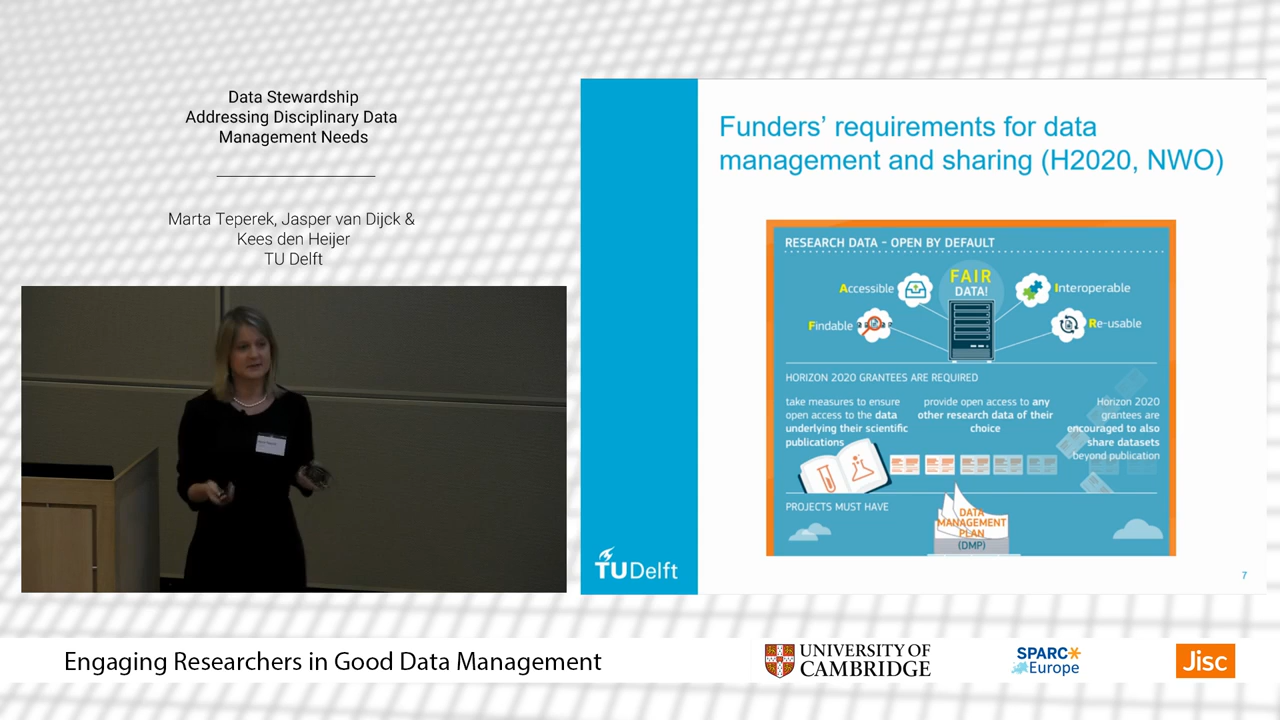 Data Stewardship
Addressing Disciplinary Data
Management Needs
Marta Teperek, Jasper van Dijck &
Kees den Heijer
TU Delft
Funders' requirements for data
management and sharing (H2020, NWO)
RESEARCH DATA - OPEN BY DEFAULT
FAIR
DATA!
Accessible
Interoperable
Findable
Re-usable
HORIZON 2020 GRANTEES ARE REQUIRED
take measures to ensure
open access to the data
underlying their scientific
publications
provide open access to any
other research data of their
choice
Horizon 2020
grantees are
encouraged to also
share datasets
beyond publication
PROJECTS MUST HAVE
DATA
MANAGEMENT
PLAN
(DMP)
TU Delft
7
Engaging Researchers in Good Data Management
UNIVERSITY OF
CAMBRIDGE
SPARC
Europe
Jisc